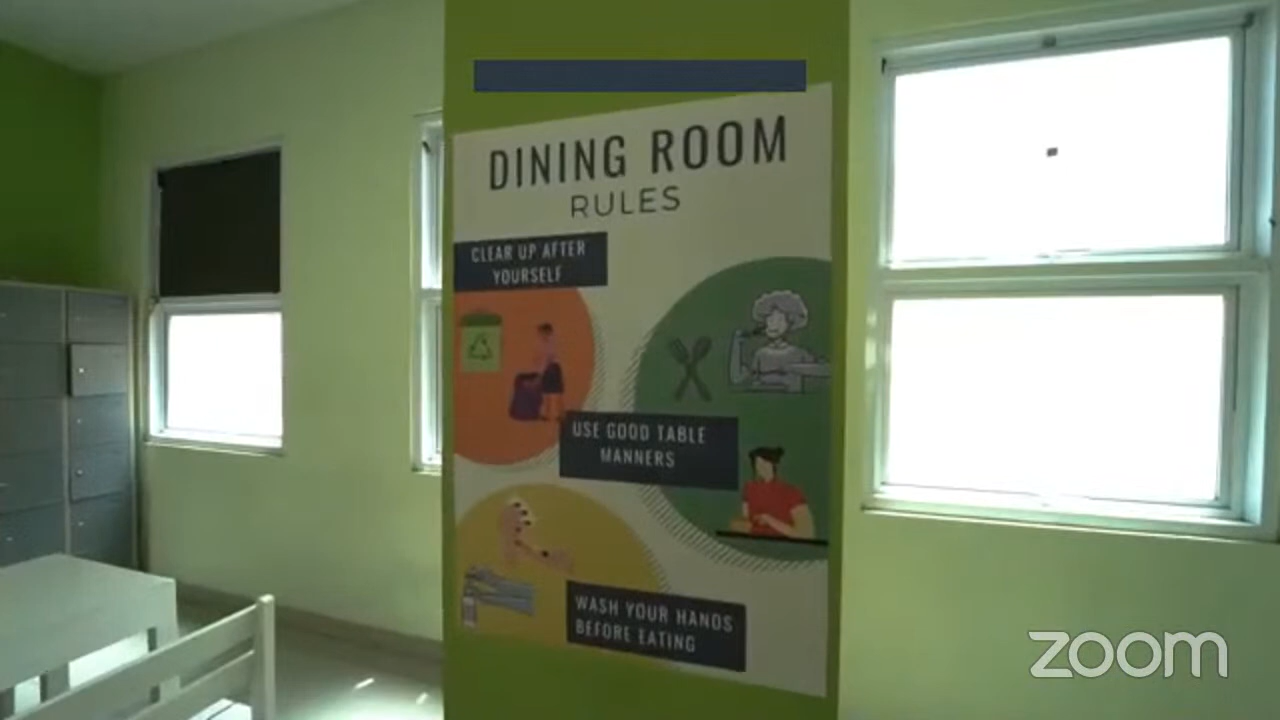 DINING ROOM
RULES
CLEAR UP AFTER
YOURSELF
USE GOOD TABLE
MANNERS
WASH YOUR HANDS
BEFORE EATING
zoom